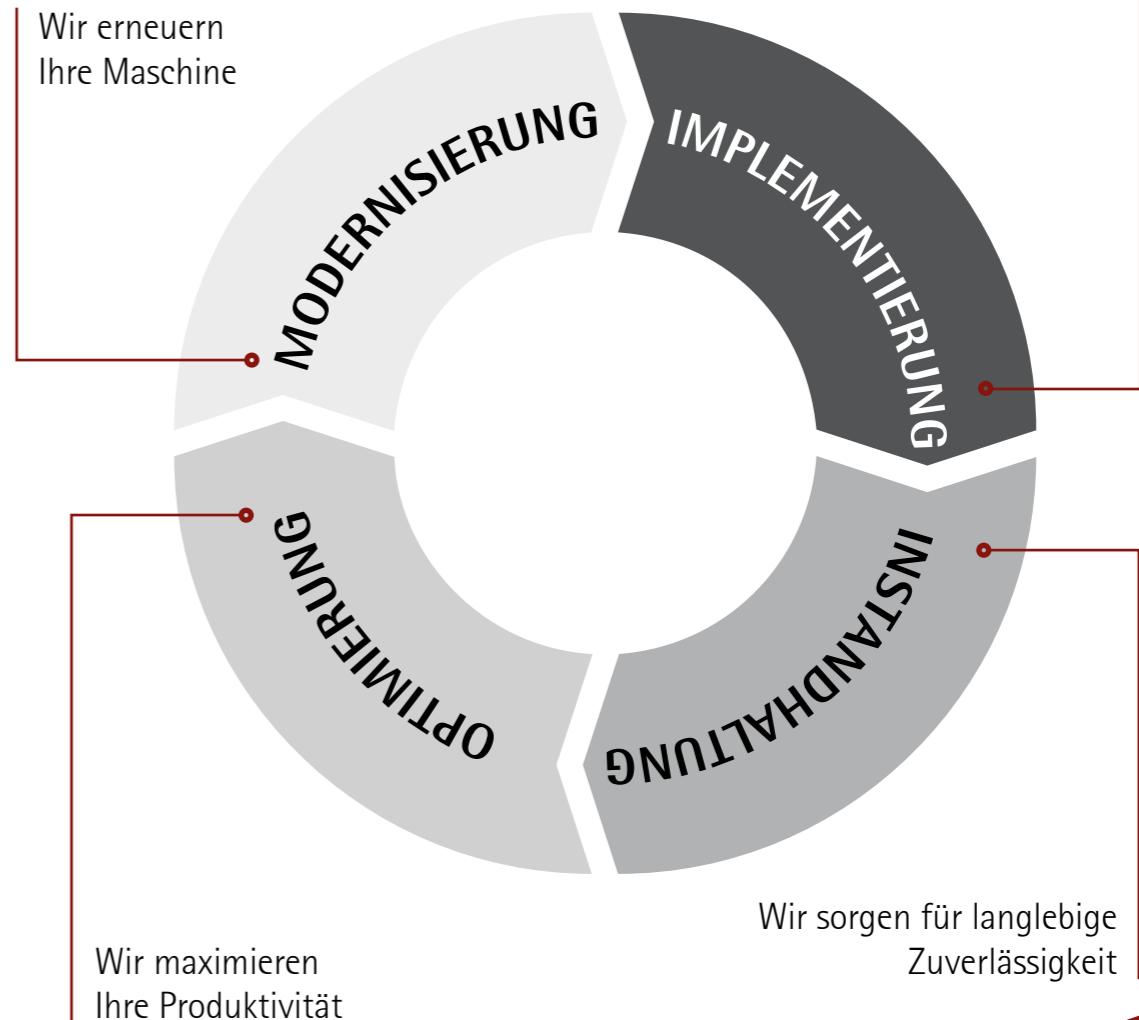 Wir erneuern
Ihre Maschine
MODERNISIERUNG
IMPLEMENTIERUNG
INSTANDHALTUNG
OPTIMIERUNG
Wir sorgen für langlebige
Zuverlässigkeit
Wir maximieren
Ihre Produktivität